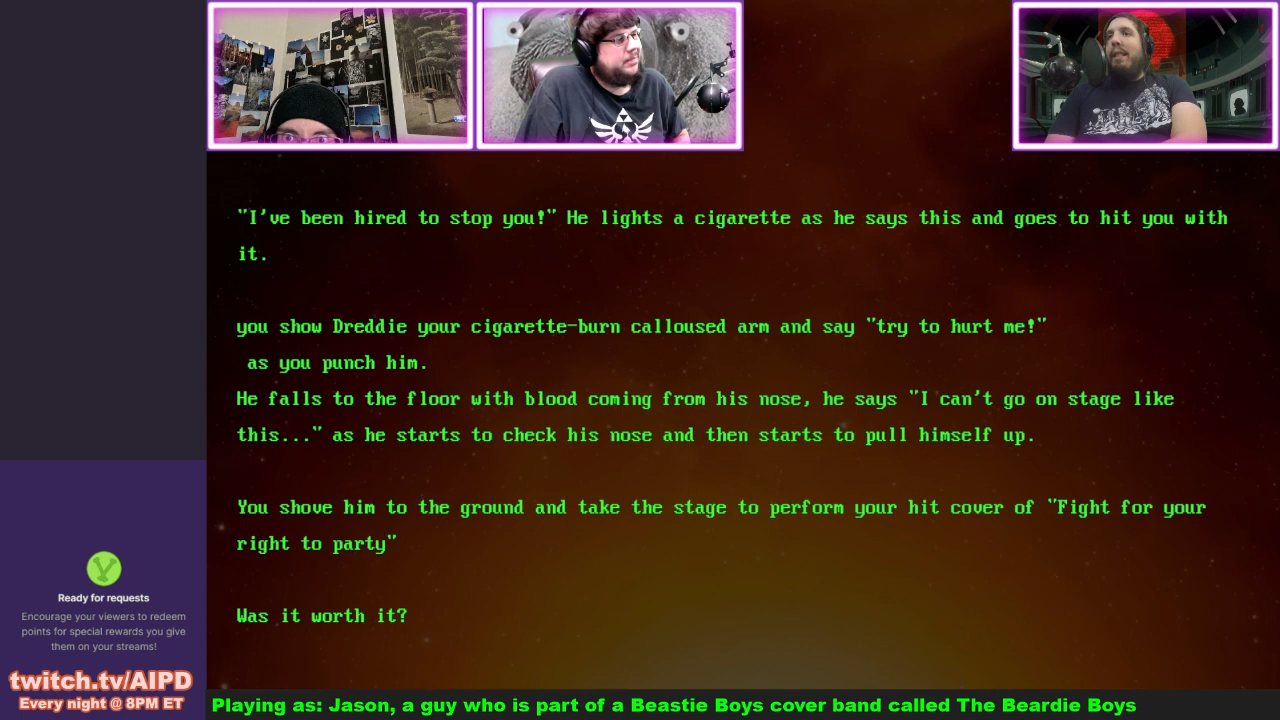 "I've been hired to stop you!" He lights a cigarette as he says this and goes to hit you with
it.
you show Dreddie your cigarette-burn calloused arm and say "try to hurt me!"
as you punch him.
He falls to the floor with blood coming from his nose, he says "I can't go on stage like
this..." as he starts to check his nose and then starts to pull himself up.
You shove him to the ground and take the stage to perform your hit cover of "Fight for your
right to party"
Was it worth it?
Ready for requests
Encourage your viewers to redeem
points for special rewards you give
them on your streams!
twitch.tv/AIPD
Every night @ 8PM ET
Playing as: Jason, a guy who is part of a Beastie Boys cover band called The Beardie Boys